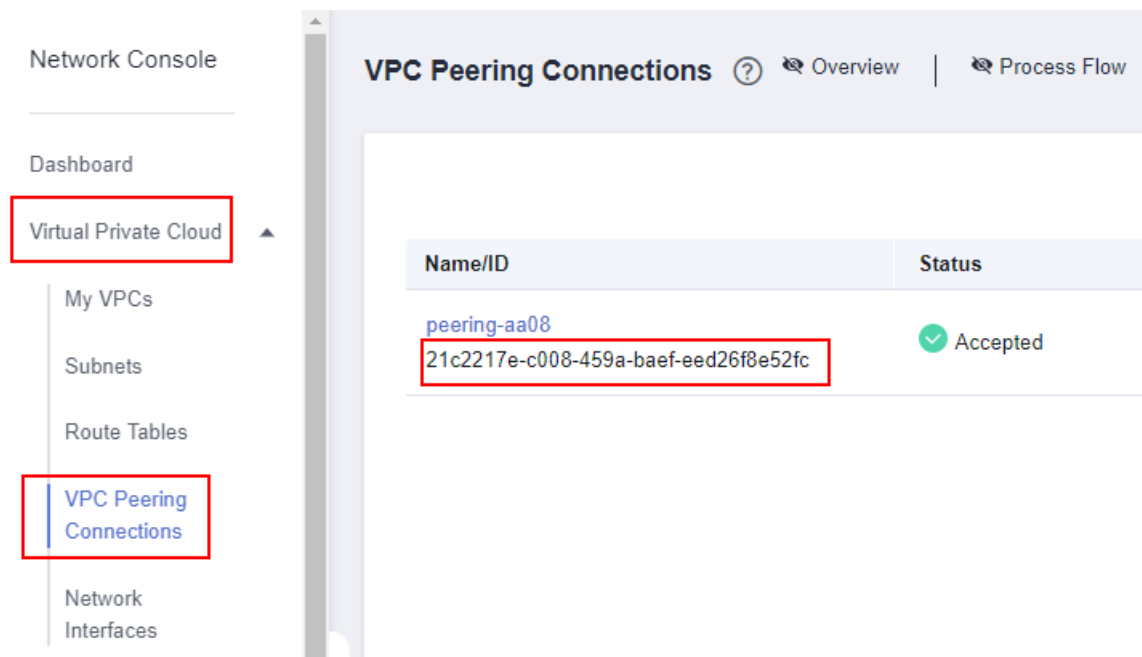 Network Console
Dashboard
Virtual Private Cloud
My VPCs
Subnets
Route Tables
VPC Peering
Connections
Network
Interfaces
VPC Peering Connections ? Overview | Process Flow
Name/ID Status
peering-aa08
21c2217e-c008-459a-baef-eed26f8e52fc
Accepted